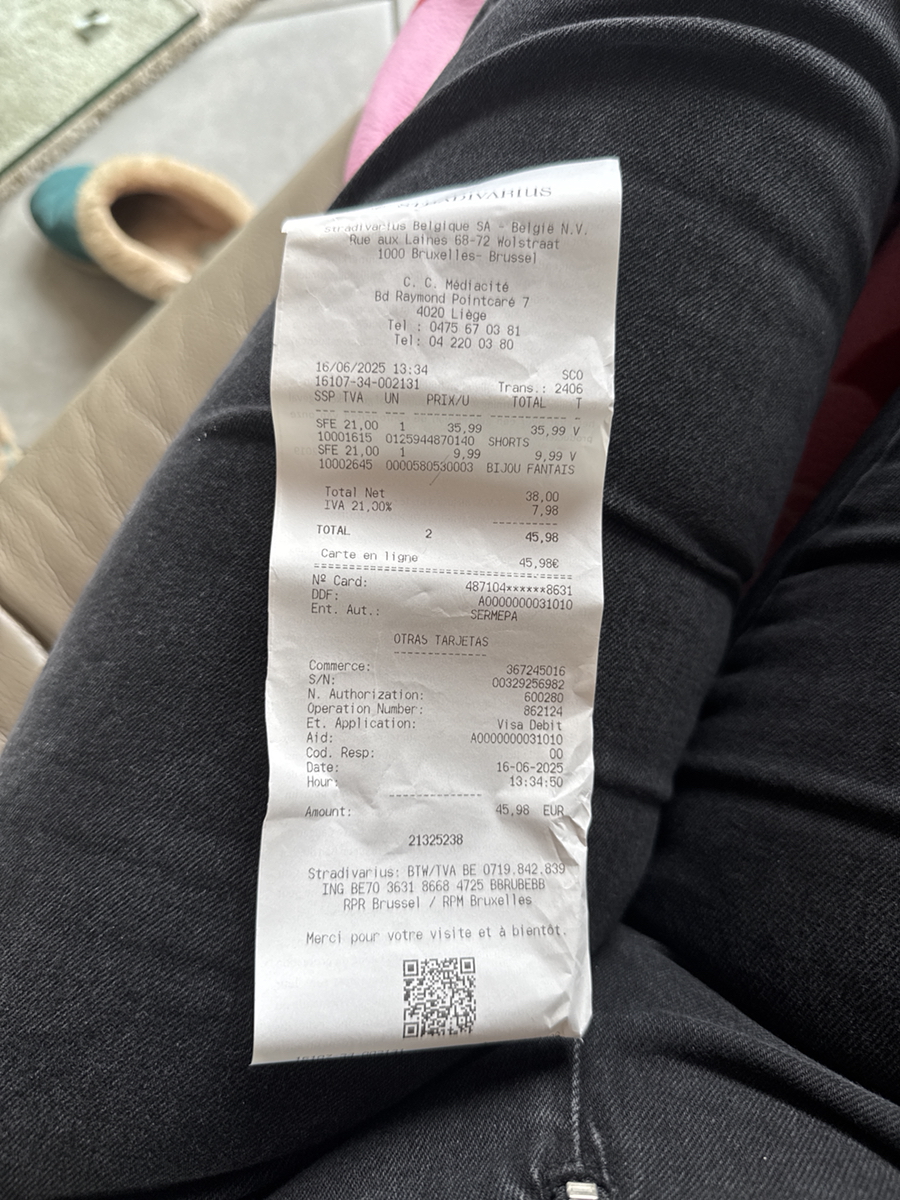 STRADIVARIUS
Stradivarius Belgique SA - België N.V.
Rue aux Laines 68-72 Wolstraat
1000 Bruxelles- Brussel
C. C. Médiacité
Bd Raymond Pointcaré 7
4020 Liège
Tel : 0475 67 03 81
Tel: 04 220 03 80
16/06/2025 13:34 SCO
16107-34-002131 Trans.: 2406
SSP TVA UN PRIX/U TOTAL T
SFE 21,00 1 35,99 35,99 V
10001615 0125944870140 SHORTS
SFE 21,00 1 9,99 9,99 V
10002645 0000580530003 BIJOU FANTAIS
Total Net 38,00
IVA 21,00% 7,98
TOTAL 2 45,98
Carte en ligne 45,98€
Nº Card: 487104******8631
DDF: A0000000031010
Ent. Aut.: SERMEPA
OTRAS TARJETAS
Commerce: 367245016
S/N: 00329256982
N. Authorization: 600280
Operation Number: 862124
Et. Application: Visa Debit
Aid: A0000000031010
Cod. Resp: 00
Date: 16-06-2025
Hour: 13:34:50
Amount: 45,98 EUR
21325238
Stradivarius: BTW/TVA BE 0719.842.839
ING BE70 3631 8668 4725 BBRUBEBB
RPR Brussel / RPM Bruxelles
Merci pour votre visite et à bientôt.